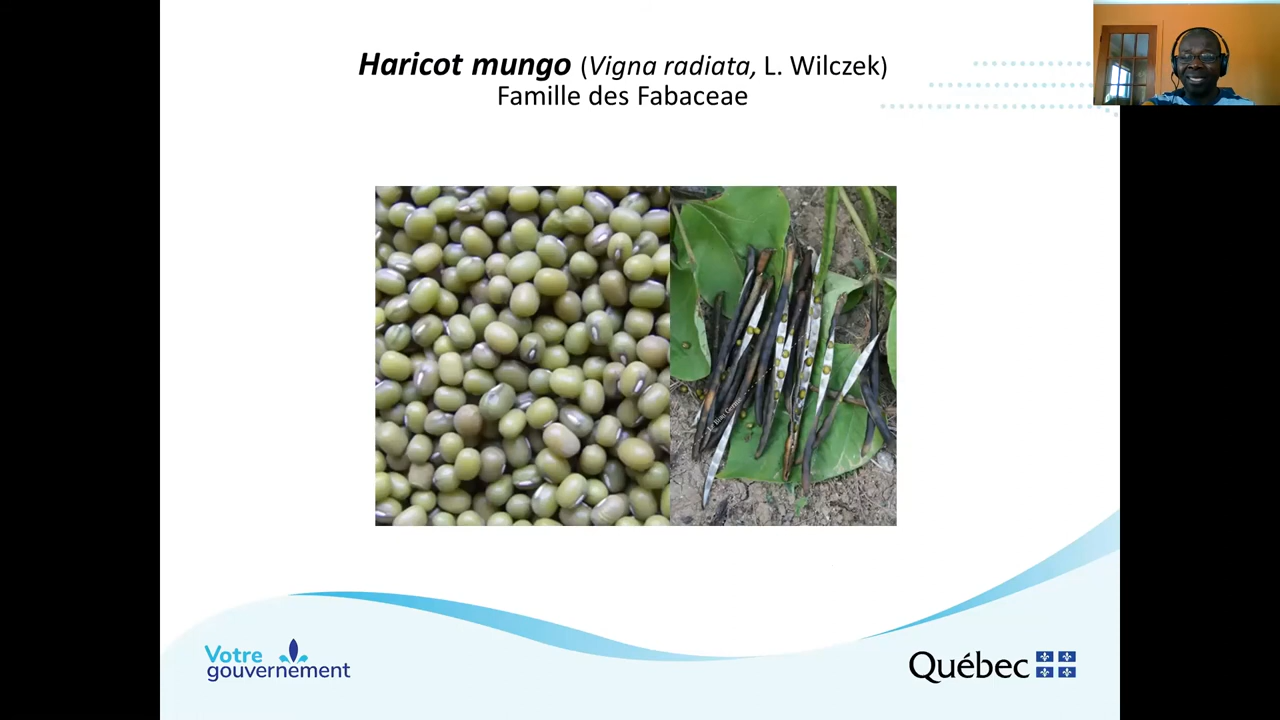 Haricot mungo (Vigna radiata, L. Wilczek)
Famille des Fabaceae
Votre
gouvernement
Québec